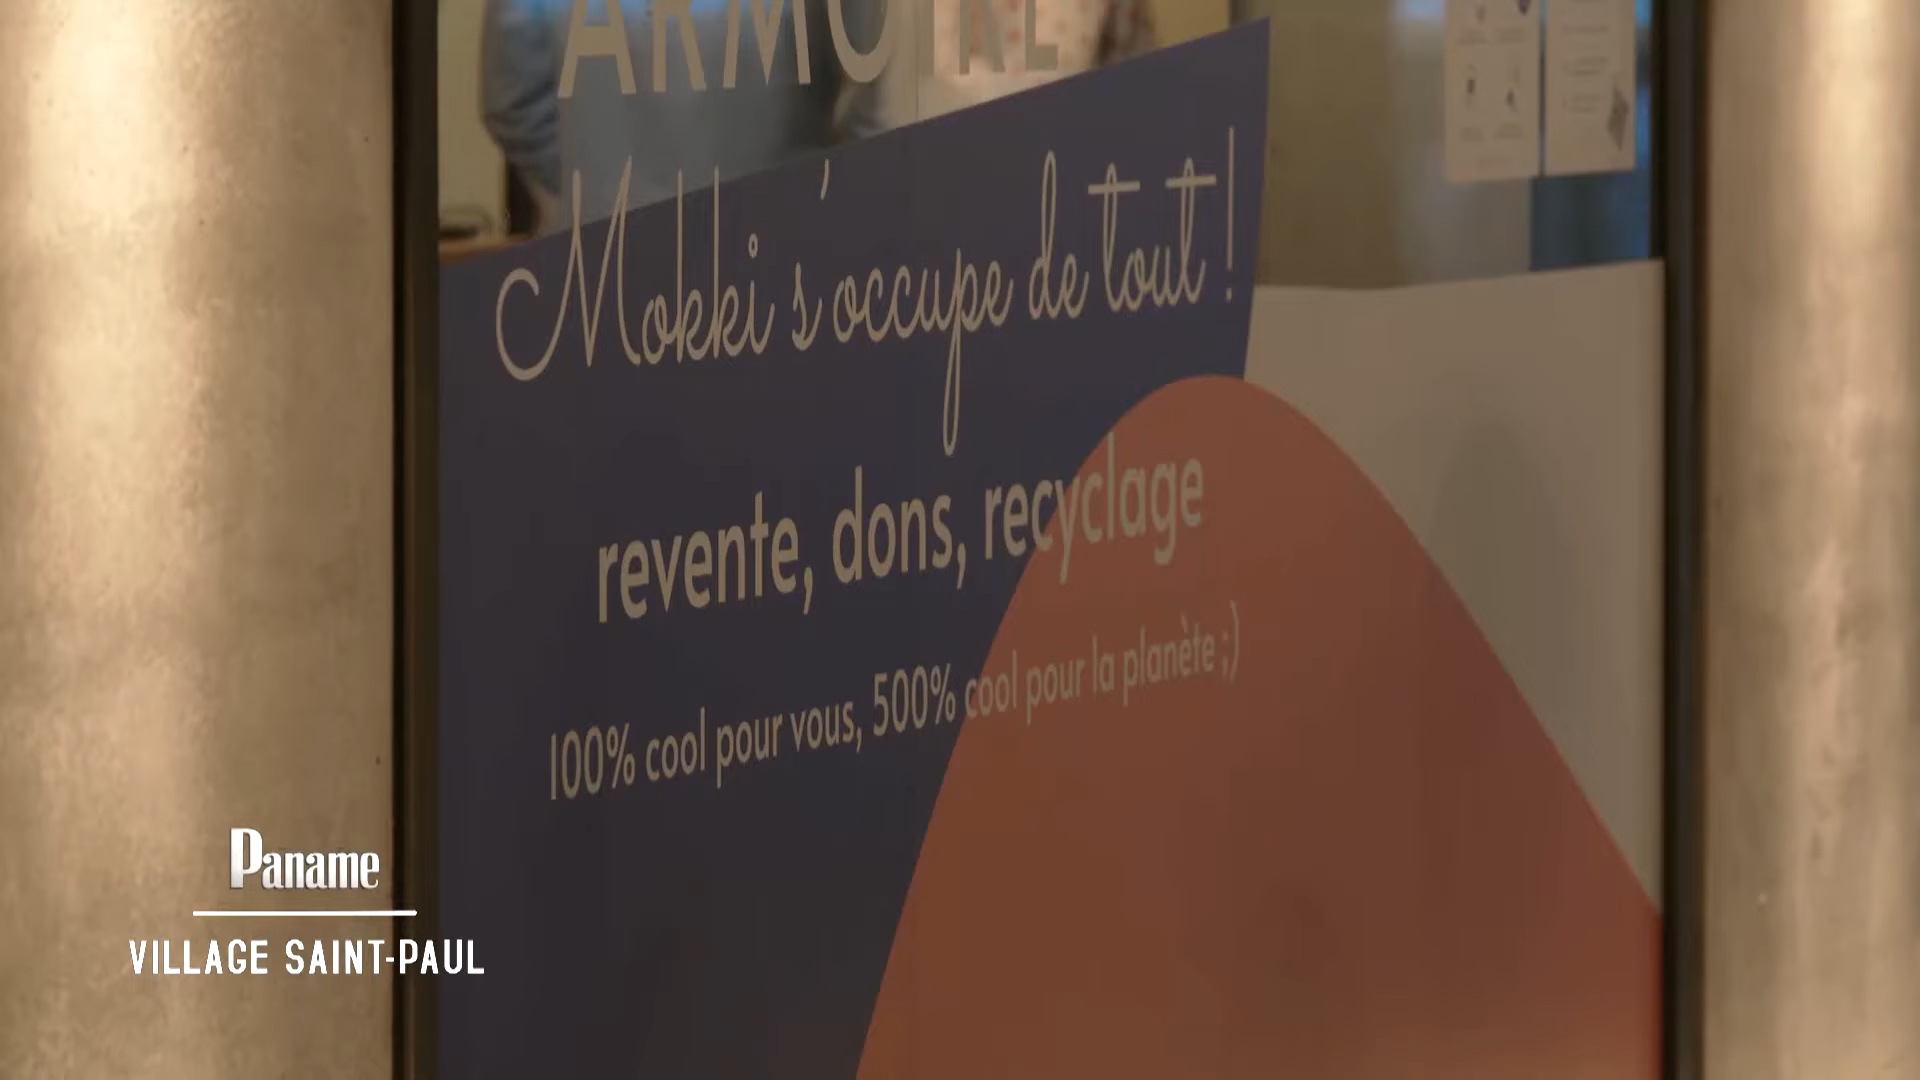 ARMOIRE
Mokki s'occupe de tout !
revente, dons, recyclage
100% cool pour vous, 500% cool pour la planète ;)
Paname
VILLAGE SAINT-PAUL